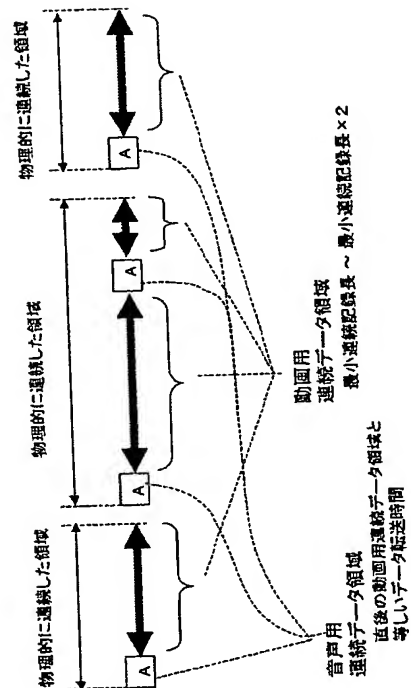 物理的に連続した領域
物理的に連続した領域
物理的に連続した領域
A
A
A
A
動画用
連続データ領域
最小連続記録長 ~ 最小連続記録長×2
音声用
連続データ領域
直後の動画用連続データ領域と
等しいデータ転送時間